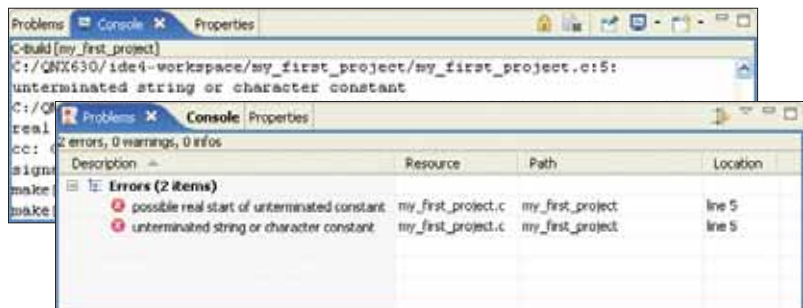 Problems Console Properties
C-Build [my_first_project]
C:/QNX630/ide4-workspace/my_first_project/my_first_project.c:5:
unterminated string or character constant
C:/QN
real
cc:
signa
make[
make[
Problems Console Properties
2 errors, 0 warnings, 0 infos
Description Resource Path Location
Errors (2 items)
possible real start of unterminated constant my_first_project.c my_first_project line 5
unterminated string or character constant my_first_project.c my_first_project line 5